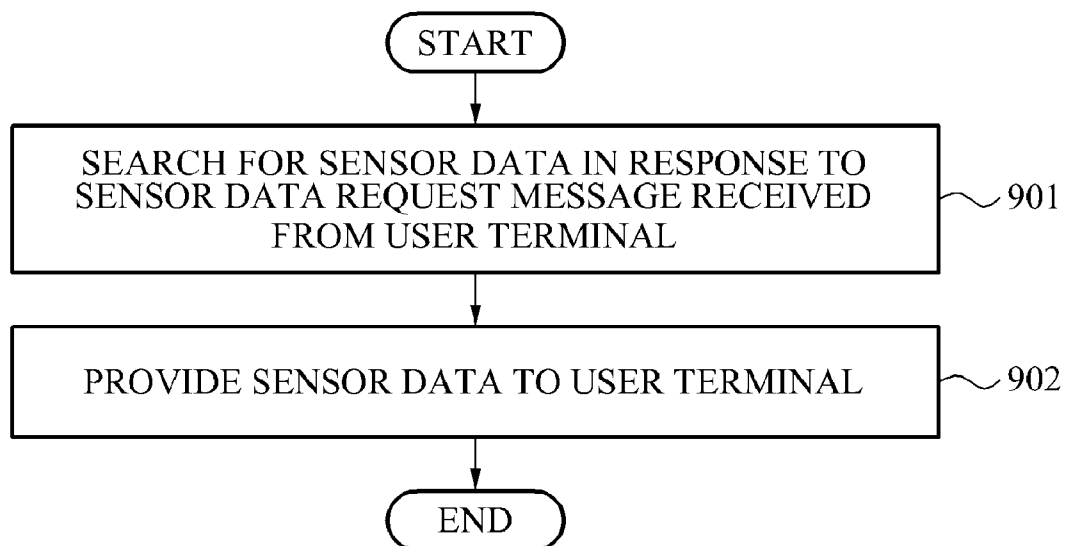 START
SEARCH FOR SENSOR DATA IN RESPONSE TO
SENSOR DATA REQUEST MESSAGE RECEIVED
FROM USER TERMINAL
901
PROVIDE SENSOR DATA TO USER TERMINAL
902
END